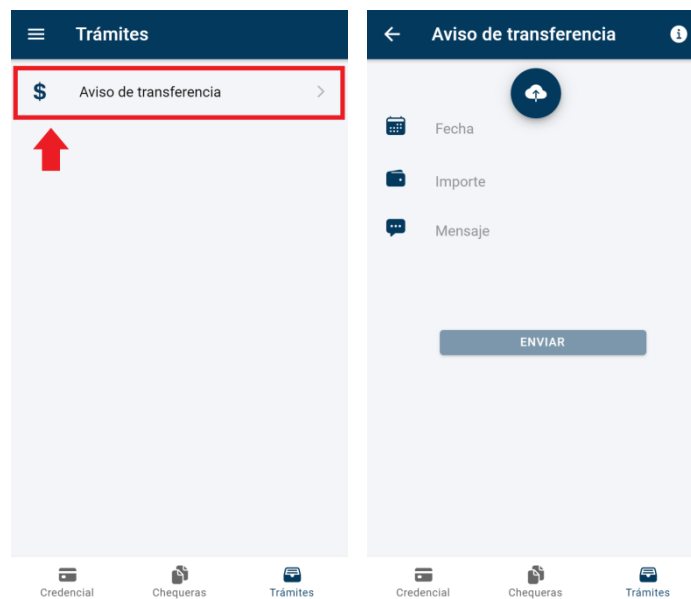 Trámites
$ Aviso de transferencia
Credencial Chequeras Trámites
Aviso de transferencia
Fecha
Importe
Mensaje
ENVIAR
Credencial Chequeras Trámites